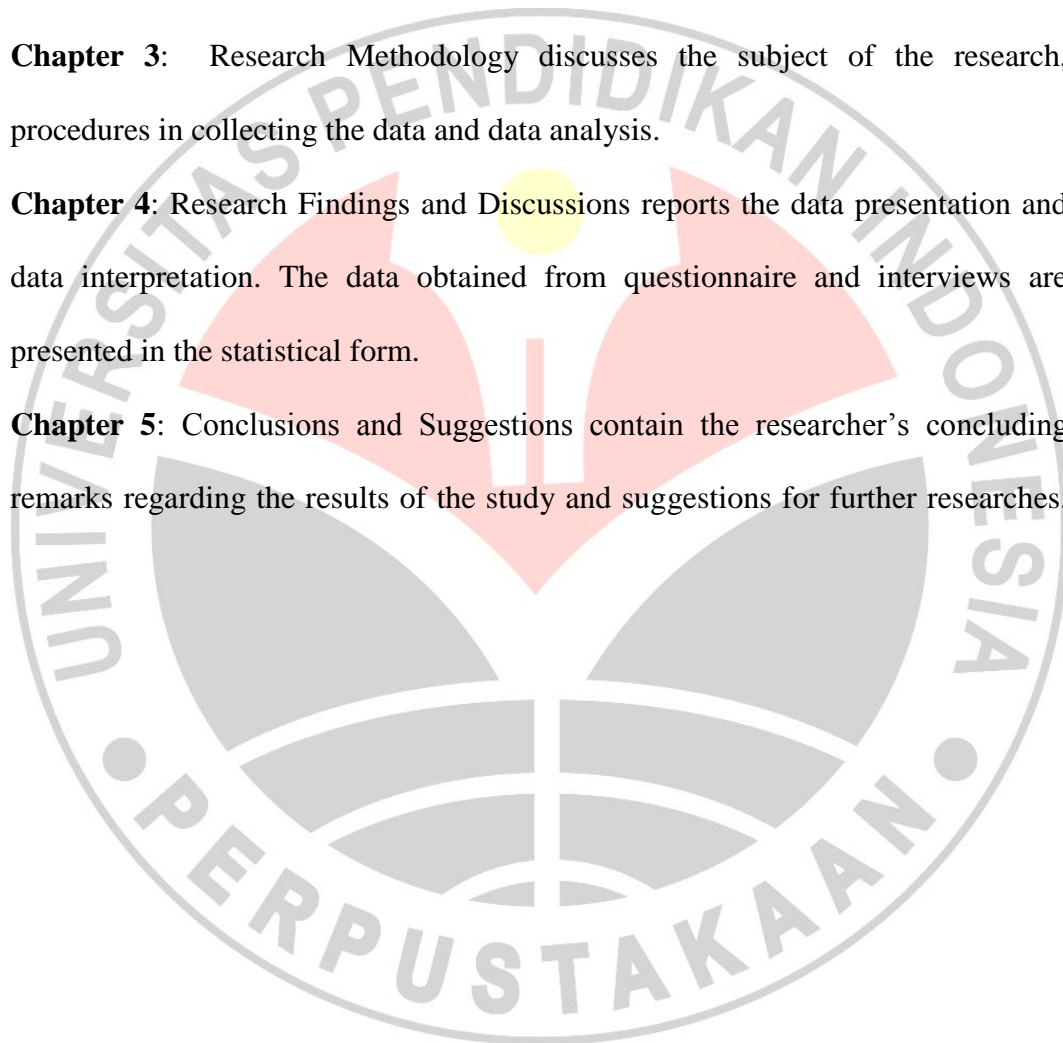 Chapter 3: Research Methodology discusses the subject of the research,
procedures in collecting the data and data analysis.
Chapter 4: Research Findings and Discussions reports the data presentation and
data interpretation. The data obtained from questionnaire and interviews are
presented in the statistical form.
Chapter 5: Conclusions and Suggestions contain the researcher’s concluding
remarks regarding the results of the study and suggestions for further researches.
UNIVERSITAS PENDIDIKAN INDONESIA
PERPUSTAKAAN